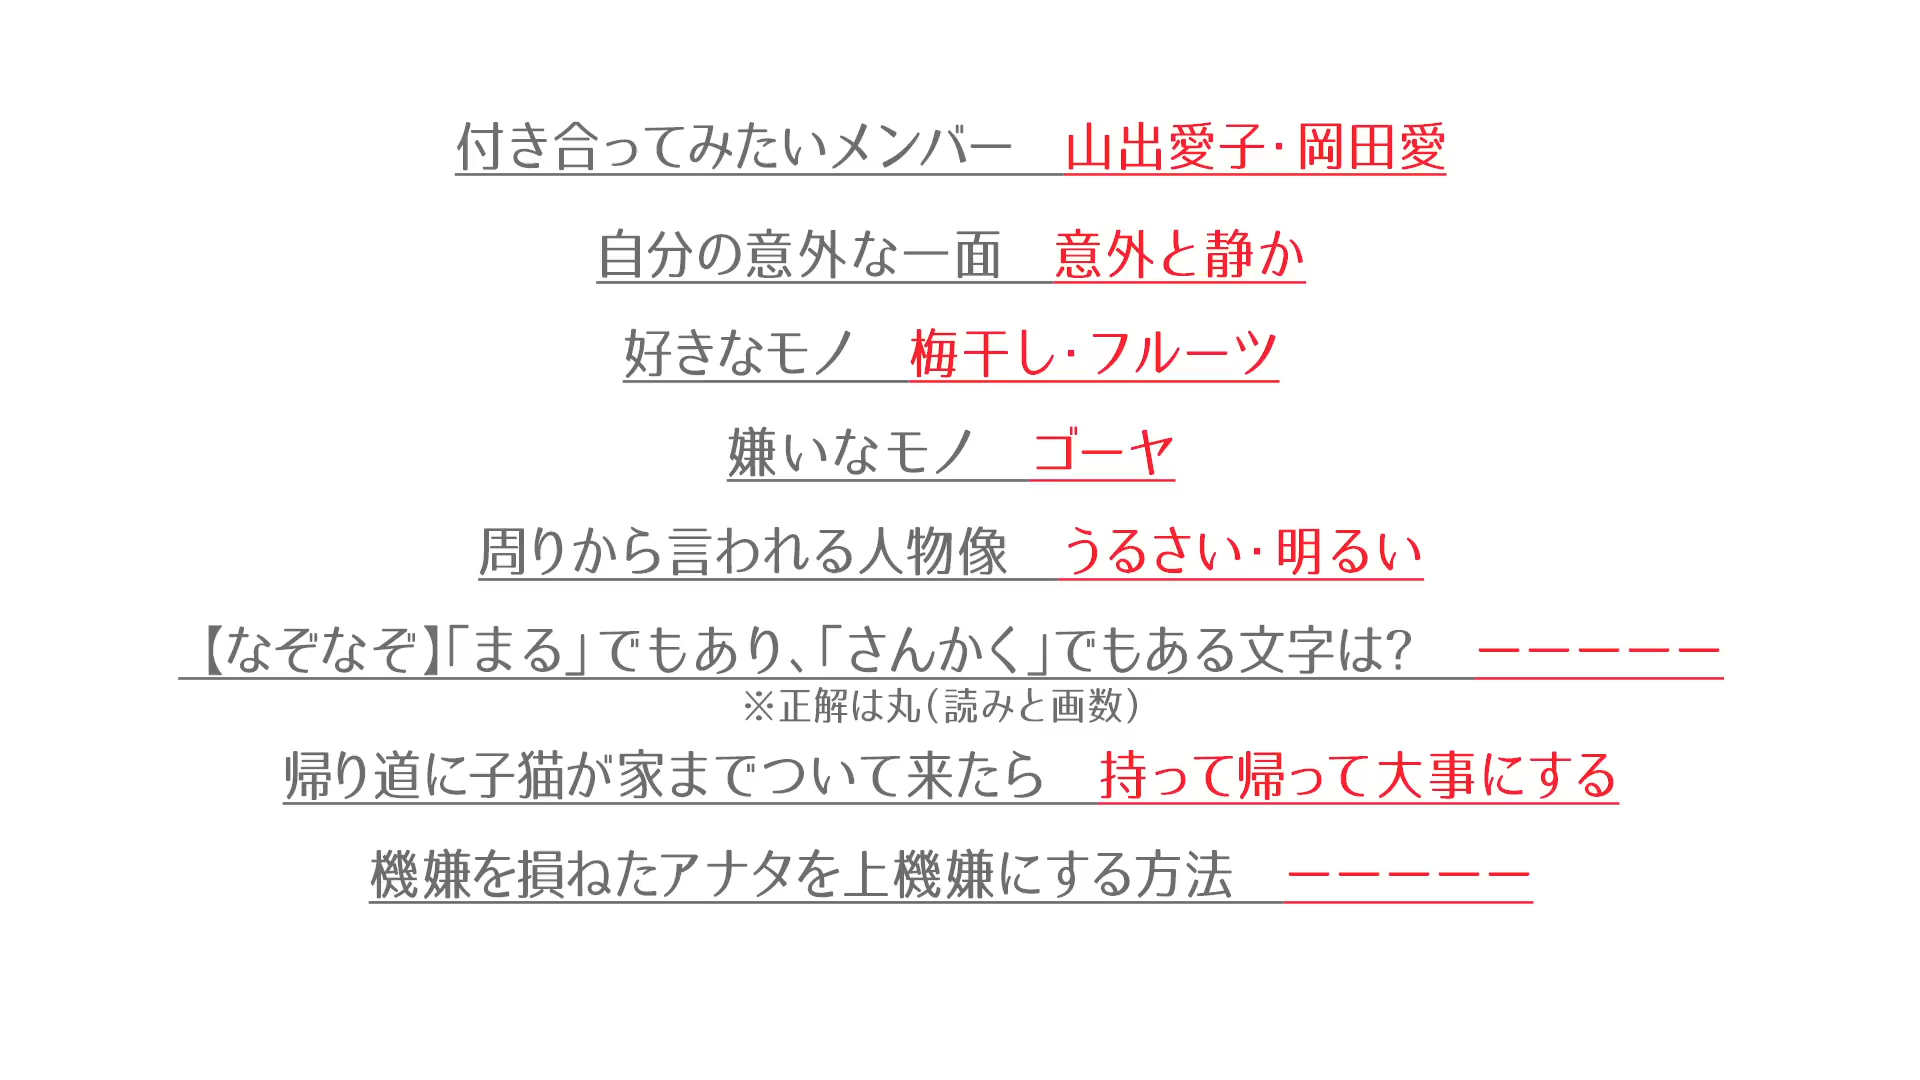 付き合ってみたいメンバー　山出愛子・岡田愛
自分の意外な一面　意外と静か
好きなモノ　梅干し・フルーツ
嫌いなモノ　ゴーヤ
周りから言われる人物像　うるさい・明るい
【なぞなぞ】「まる」でもあり、「さんかく」でもある文字は？　ーーーーー
※正解は丸（読みと画数）
帰り道に子猫が家までついて来たら　持って帰って大事にする
機嫌を損ねたアナタを上機嫌にする方法　ーーーーー